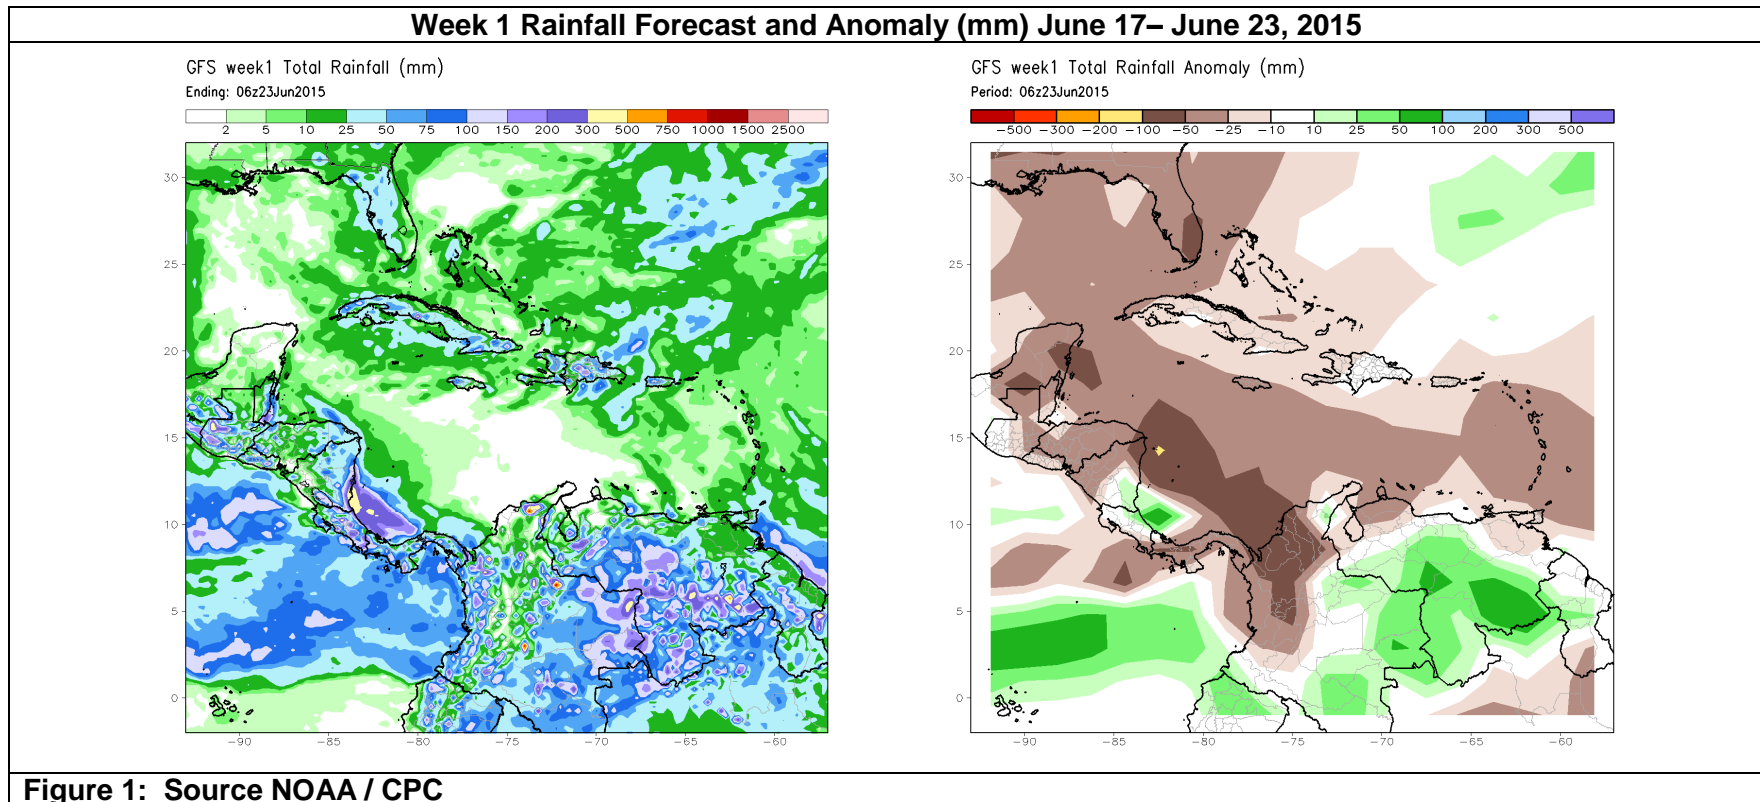 Week 1 Rainfall Forecast and Anomaly (mm) June 17– June 23, 2015
GFS week1 Total Rainfall (mm)
Ending: 06z23Jun2015
2 5 10 25 50 75 100 150 200 300 500 750 1000 1500 2500
30
25
20
15
10
5
0
−90 −85 −80 −75 −70 −65 −60
GFS week1 Total Rainfall Anomaly (mm)
Period: 06z23Jun2015
−500 −300 −200 −100 −50 −25 −10 10 25 50 100 200 300 500
30
25
20
15
10
5
0
−90 −85 −80 −75 −70 −65 −60
Figure 1: Source NOAA / CPC